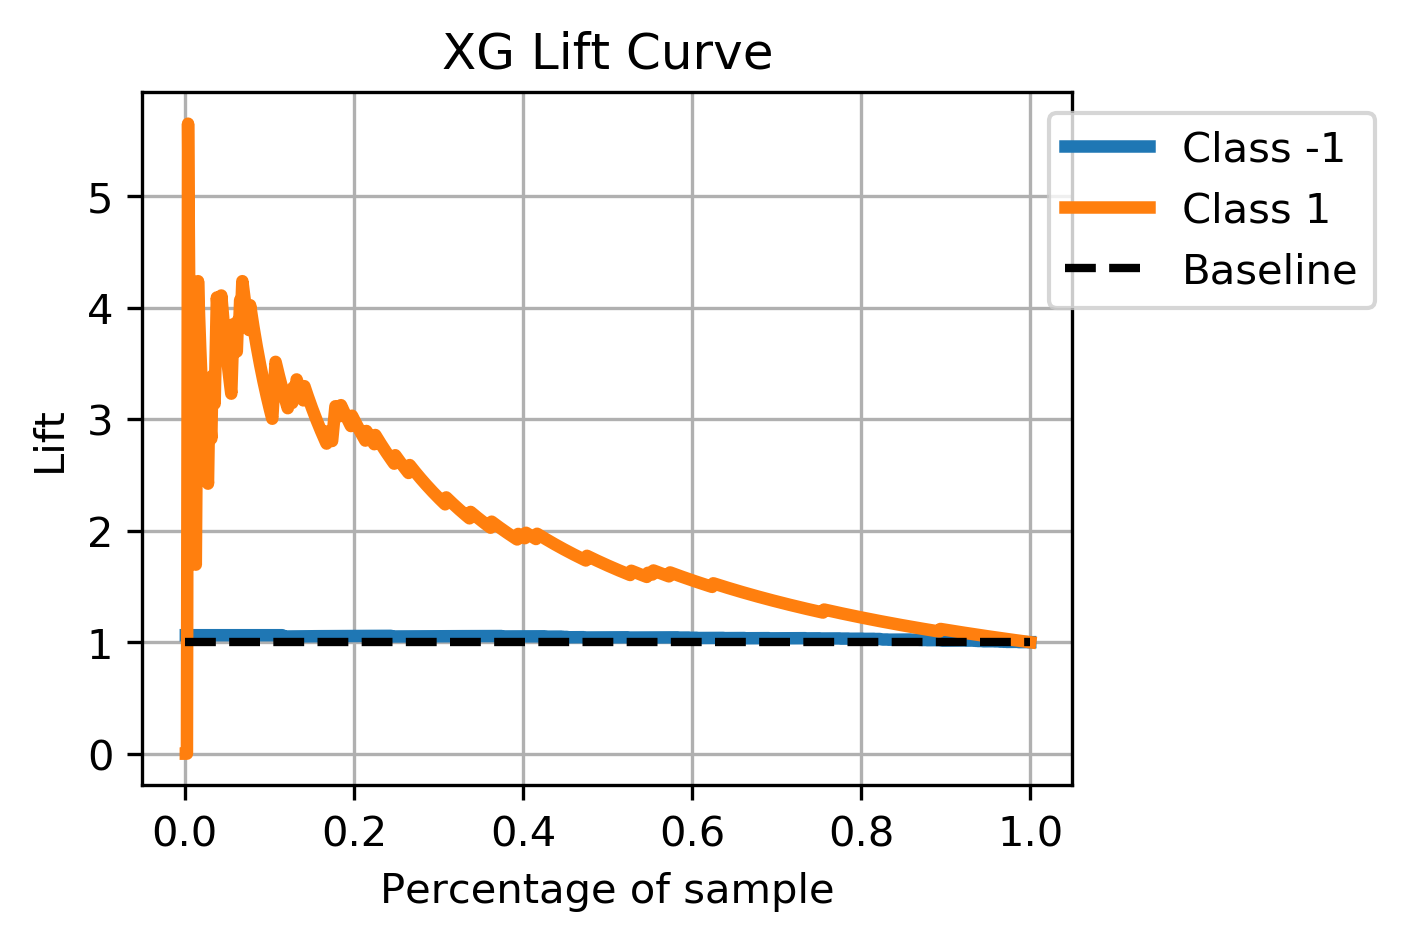 XG Lift Curve
Class -1
Class 1
Baseline
5
4
3
2
1
0
Lift
0.0 0.2 0.4 0.6 0.8 1.0
Percentage of sample